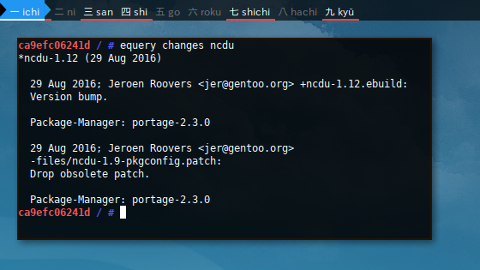 一 ichi 二 ni 三 san 四 shi 五 go 六 roku 七 shichi 八 hachi 九 kyū
ca9efc06241d / # equery changes ncdu
*ncdu-1.12 (29 Aug 2016)
29 Aug 2016; Jeroen Roovers <jer@gentoo.org> +ncdu-1.12.ebuild:
Version bump.
Package-Manager: portage-2.3.0
29 Aug 2016; Jeroen Roovers <jer@gentoo.org>
-files/ncdu-1.9-pkgconfig.patch:
Drop obsolete patch.
Package-Manager: portage-2.3.0
ca9efc06241d / #